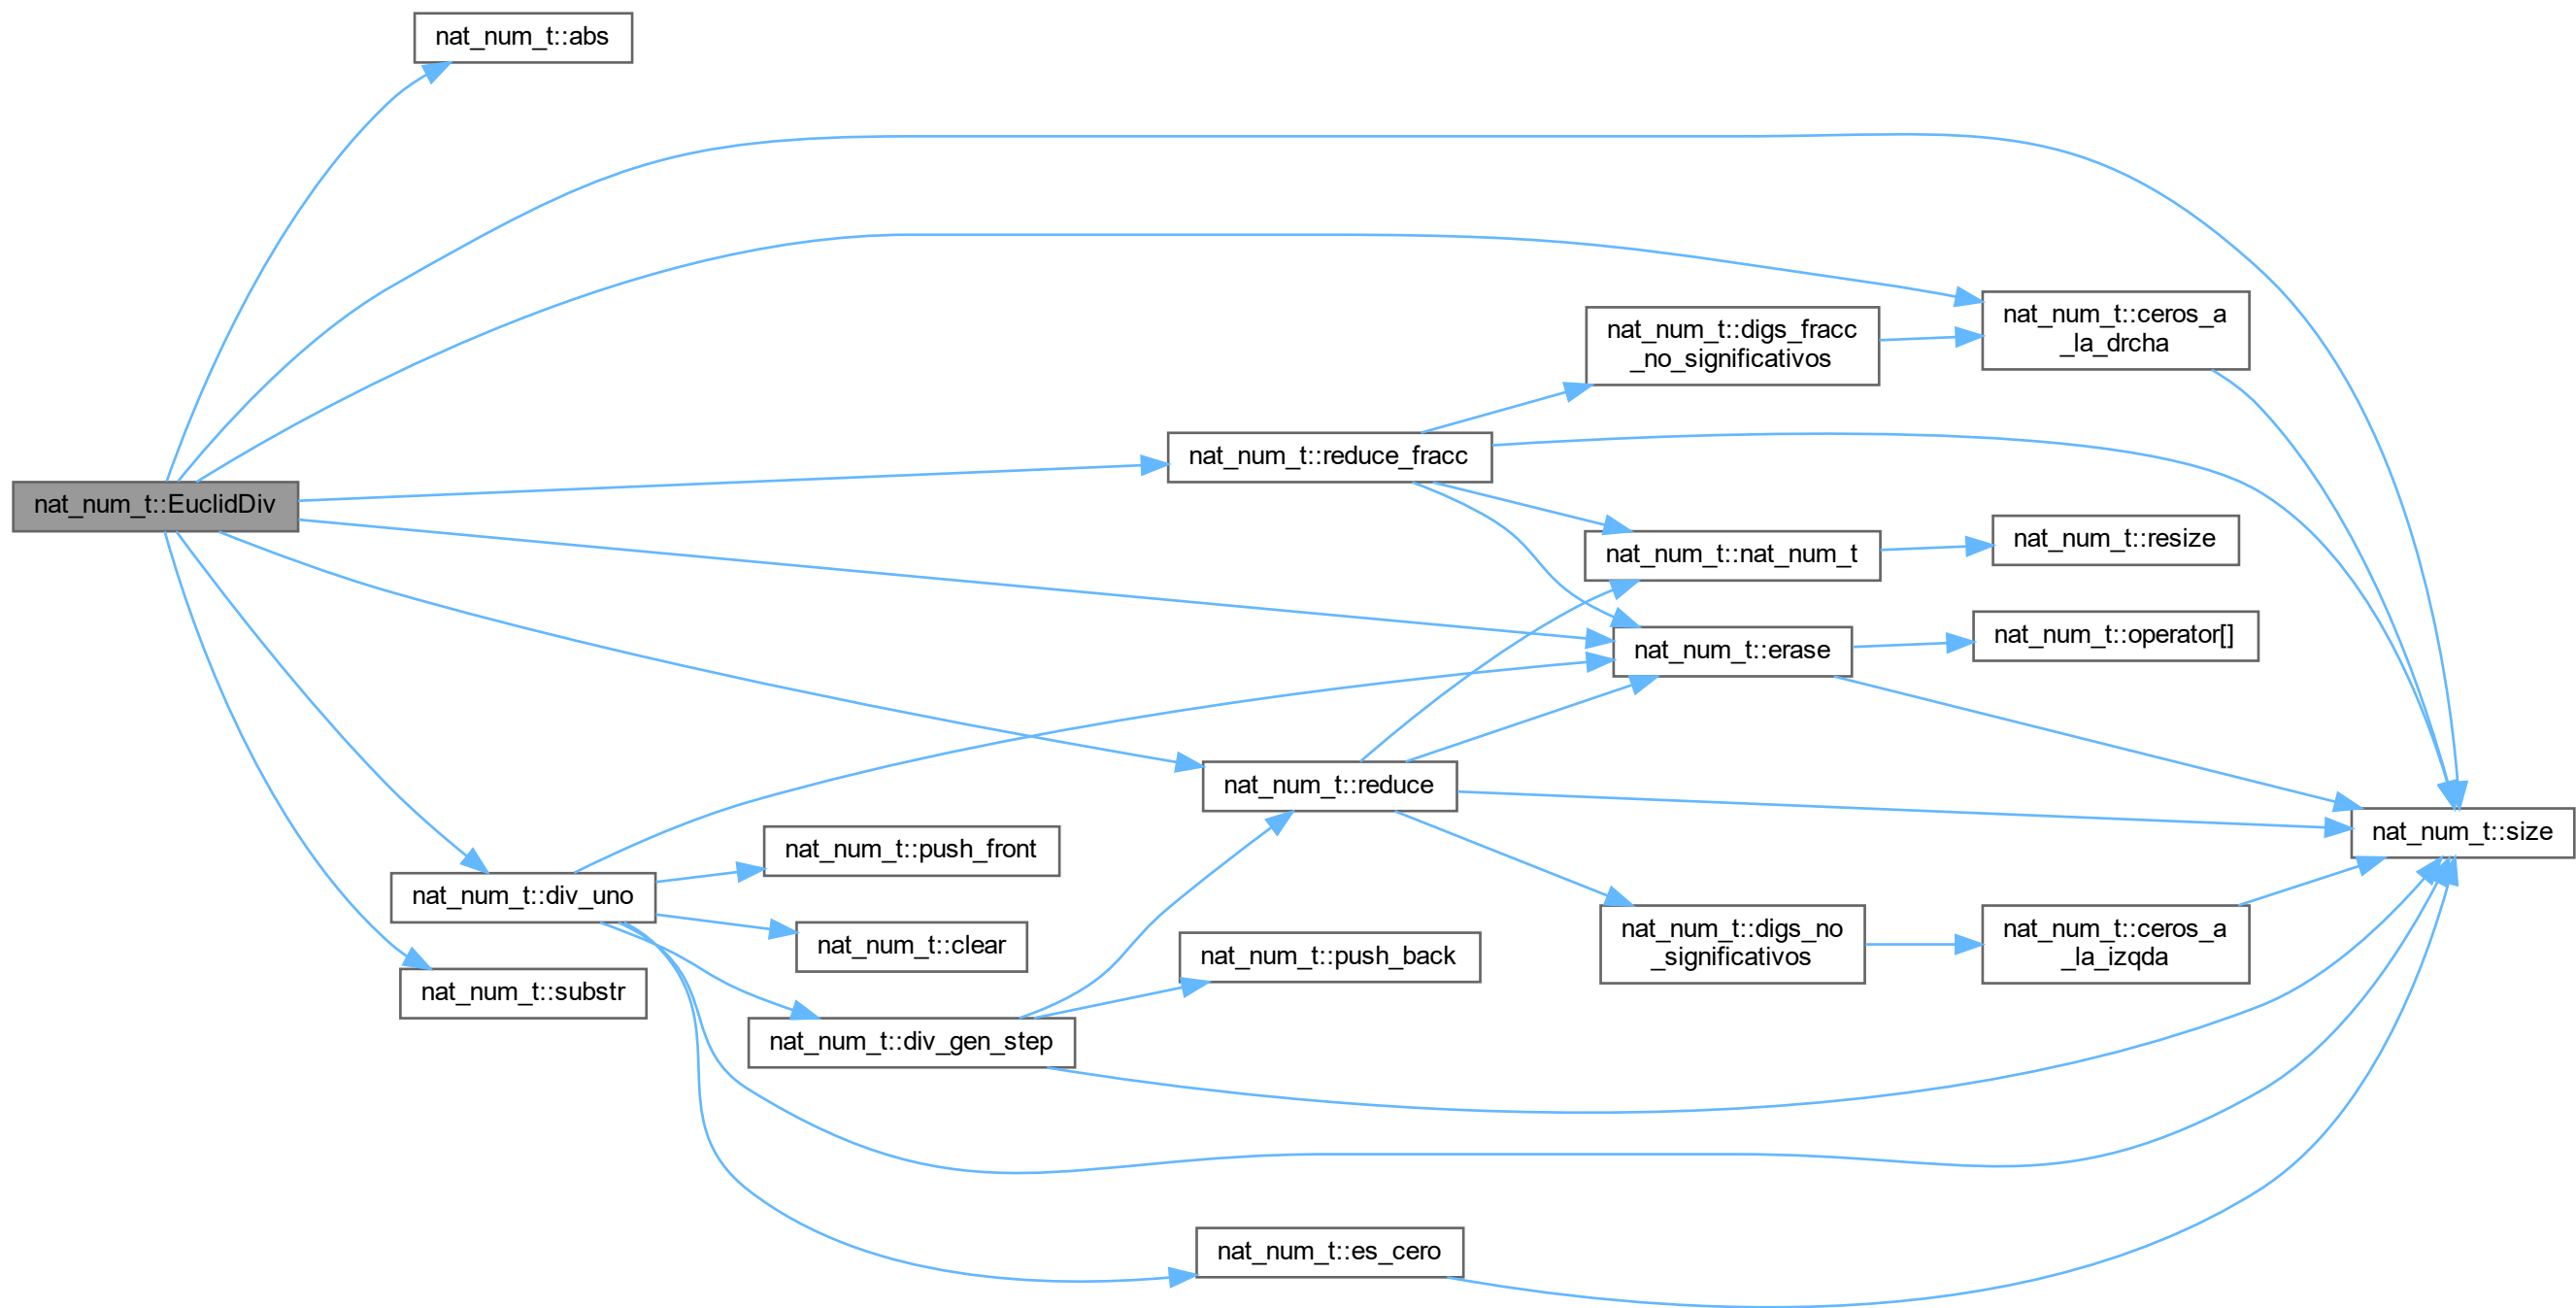 nat_num_t::abs
nat_num_t::ceros_a
_la_drcha
nat_num_t::digs_fracc
_no_significativos
nat_num_t::reduce_fracc
nat_num_t::EuclidDiv
nat_num_t::nat_num_t
nat_num_t::resize
nat_num_t::erase
nat_num_t::operator[]
nat_num_t::reduce
nat_num_t::size
nat_num_t::push_front
nat_num_t::div_uno
nat_num_t::clear
nat_num_t::digs_no
_significativos
nat_num_t::ceros_a
_la_izqda
nat_num_t::push_back
nat_num_t::substr
nat_num_t::div_gen_step
nat_num_t::es_cero